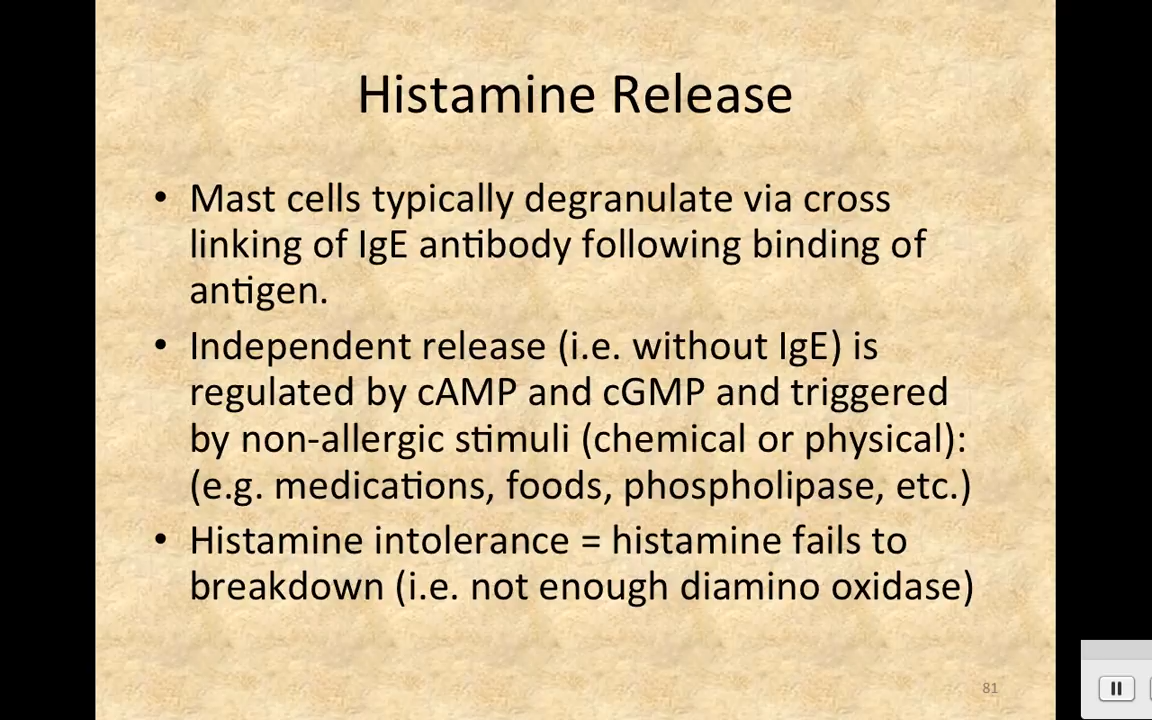 Histamine Release
• Mast cells typically degranulate via cross
linking of IgE antibody following binding of
antigen.
• Independent release (i.e. without IgE) is
regulated by cAMP and cGMP and triggered
by non-allergic stimuli (chemical or physical):
(e.g. medications, foods, phospholipase, etc.)
• Histamine intolerance = histamine fails to
breakdown (i.e. not enough diamino oxidase)
81